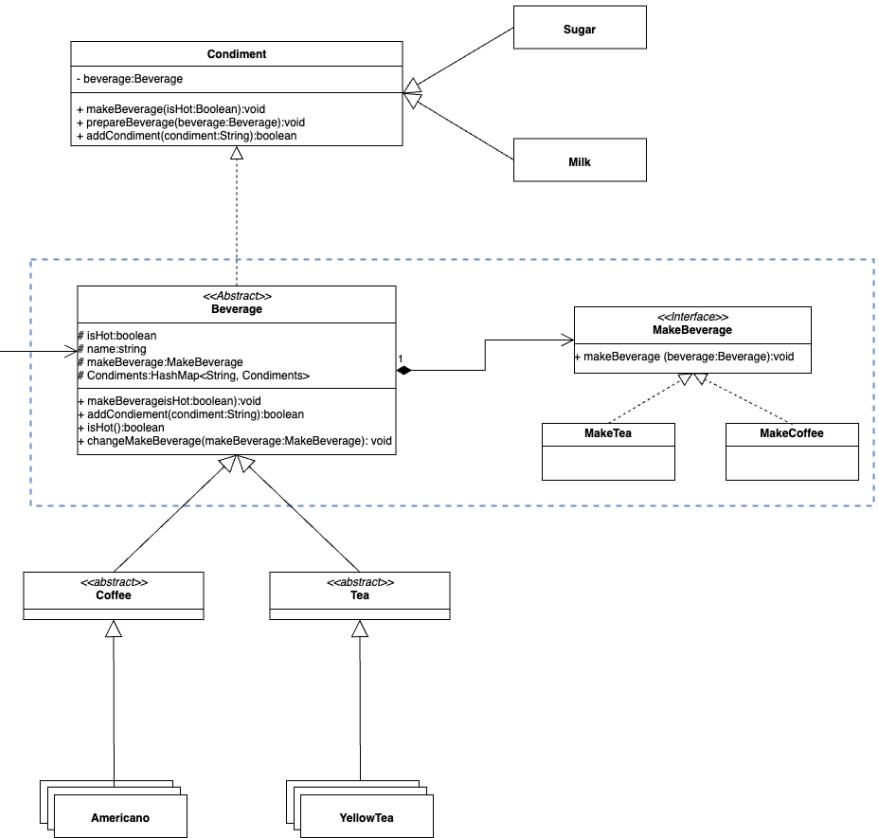 Sugar
Condiment
- beverage:Beverage
+ makeBeverage(isHot:Boolean):void
+ prepareBeverage(beverage:Beverage):void
+ addCondiment(condiment:String):boolean
Milk
<<Abstract>>
Beverage
# isHot:boolean
# name:string
# makeBeverage:MakeBeverage
# Condiments:HashMap<String, Condiments>
+ makeBeverageisHot:boolean):void
+ addCondiement(condiment:String):boolean
+ isHot():boolean
+ changeMakeBeverage(makeBeverage:MakeBeverage): void
1
<<Interface>>
MakeBeverage
+ makeBeverage (beverage:Beverage):void
MakeTea
MakeCoffee
<<abstract>>
Coffee
<<abstract>>
Tea
Americano
YellowTea